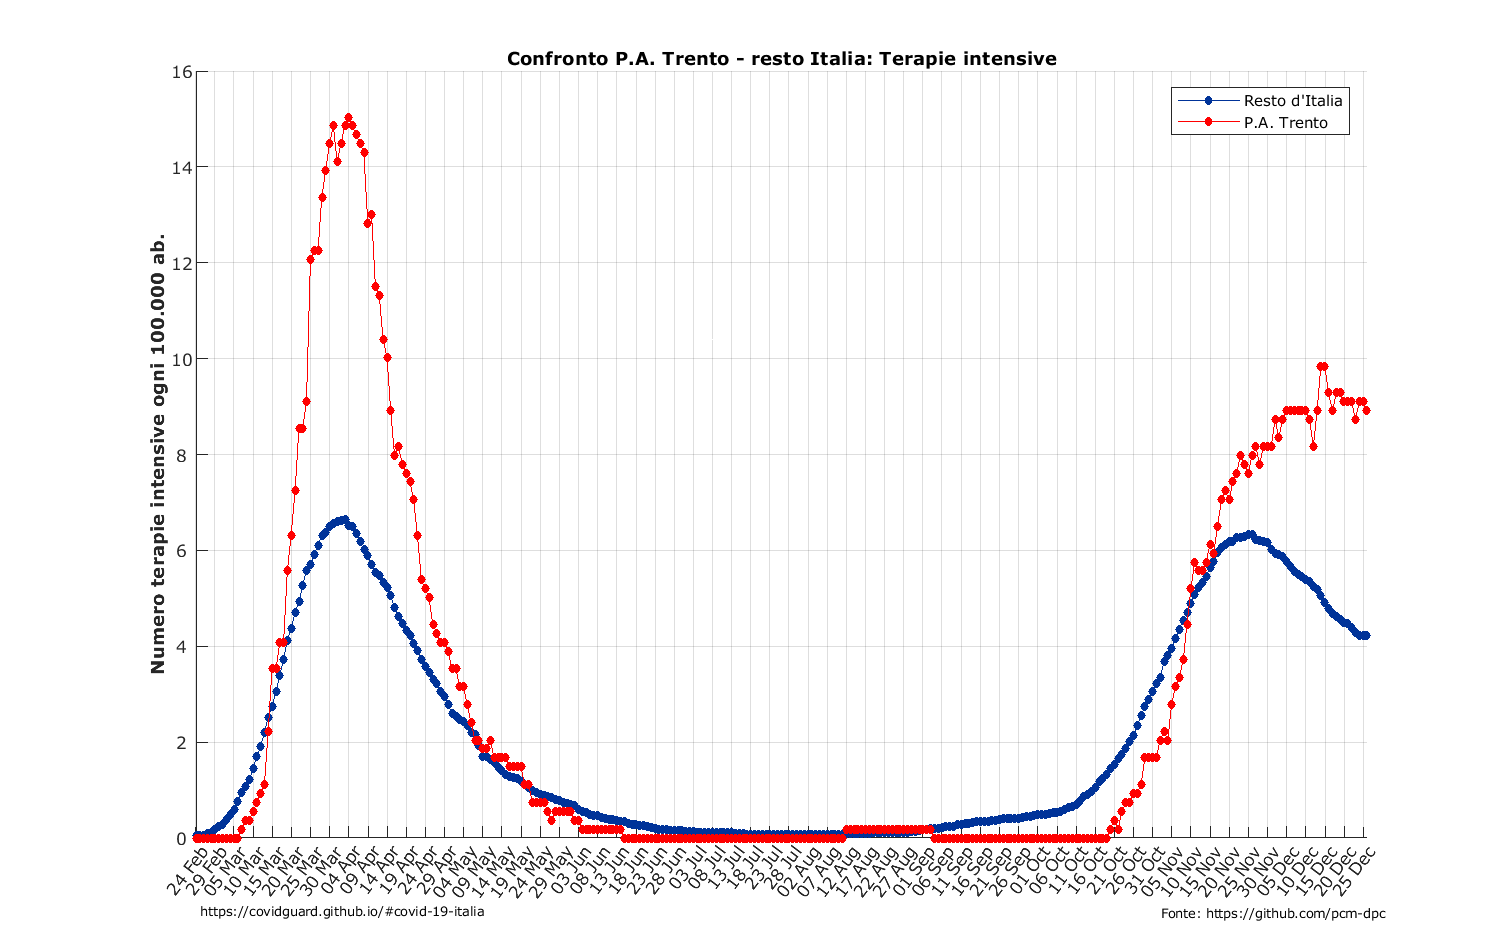 Confronto P.A. Trento - resto Italia: Terapie intensive
Resto d'Italia
P.A. Trento
Numero terapie intensive ogni 100.000 ab.
16
14
12
10
8
6
4
2
0
24 Feb
29 Feb
05 Mar
10 Mar
15 Mar
20 Mar
25 Mar
30 Mar
04 Apr
09 Apr
14 Apr
19 Apr
24 Apr
29 Apr
04 May
09 May
14 May
19 May
24 May
29 May
03 Jun
08 Jun
13 Jun
18 Jun
23 Jun
28 Jun
03 Jul
08 Jul
13 Jul
18 Jul
23 Jul
28 Jul
02 Aug
07 Aug
12 Aug
17 Aug
22 Aug
27 Aug
01 Sep
06 Sep
11 Sep
16 Sep
21 Sep
26 Sep
01 Oct
06 Oct
11 Oct
16 Oct
21 Oct
26 Oct
31 Oct
05 Nov
10 Nov
15 Nov
20 Nov
25 Nov
30 Nov
05 Dec
10 Dec
15 Dec
20 Dec
25 Dec
https://covidguard.github.io/#covid-19-italia
Fonte: https://github.com/pcm-dpc